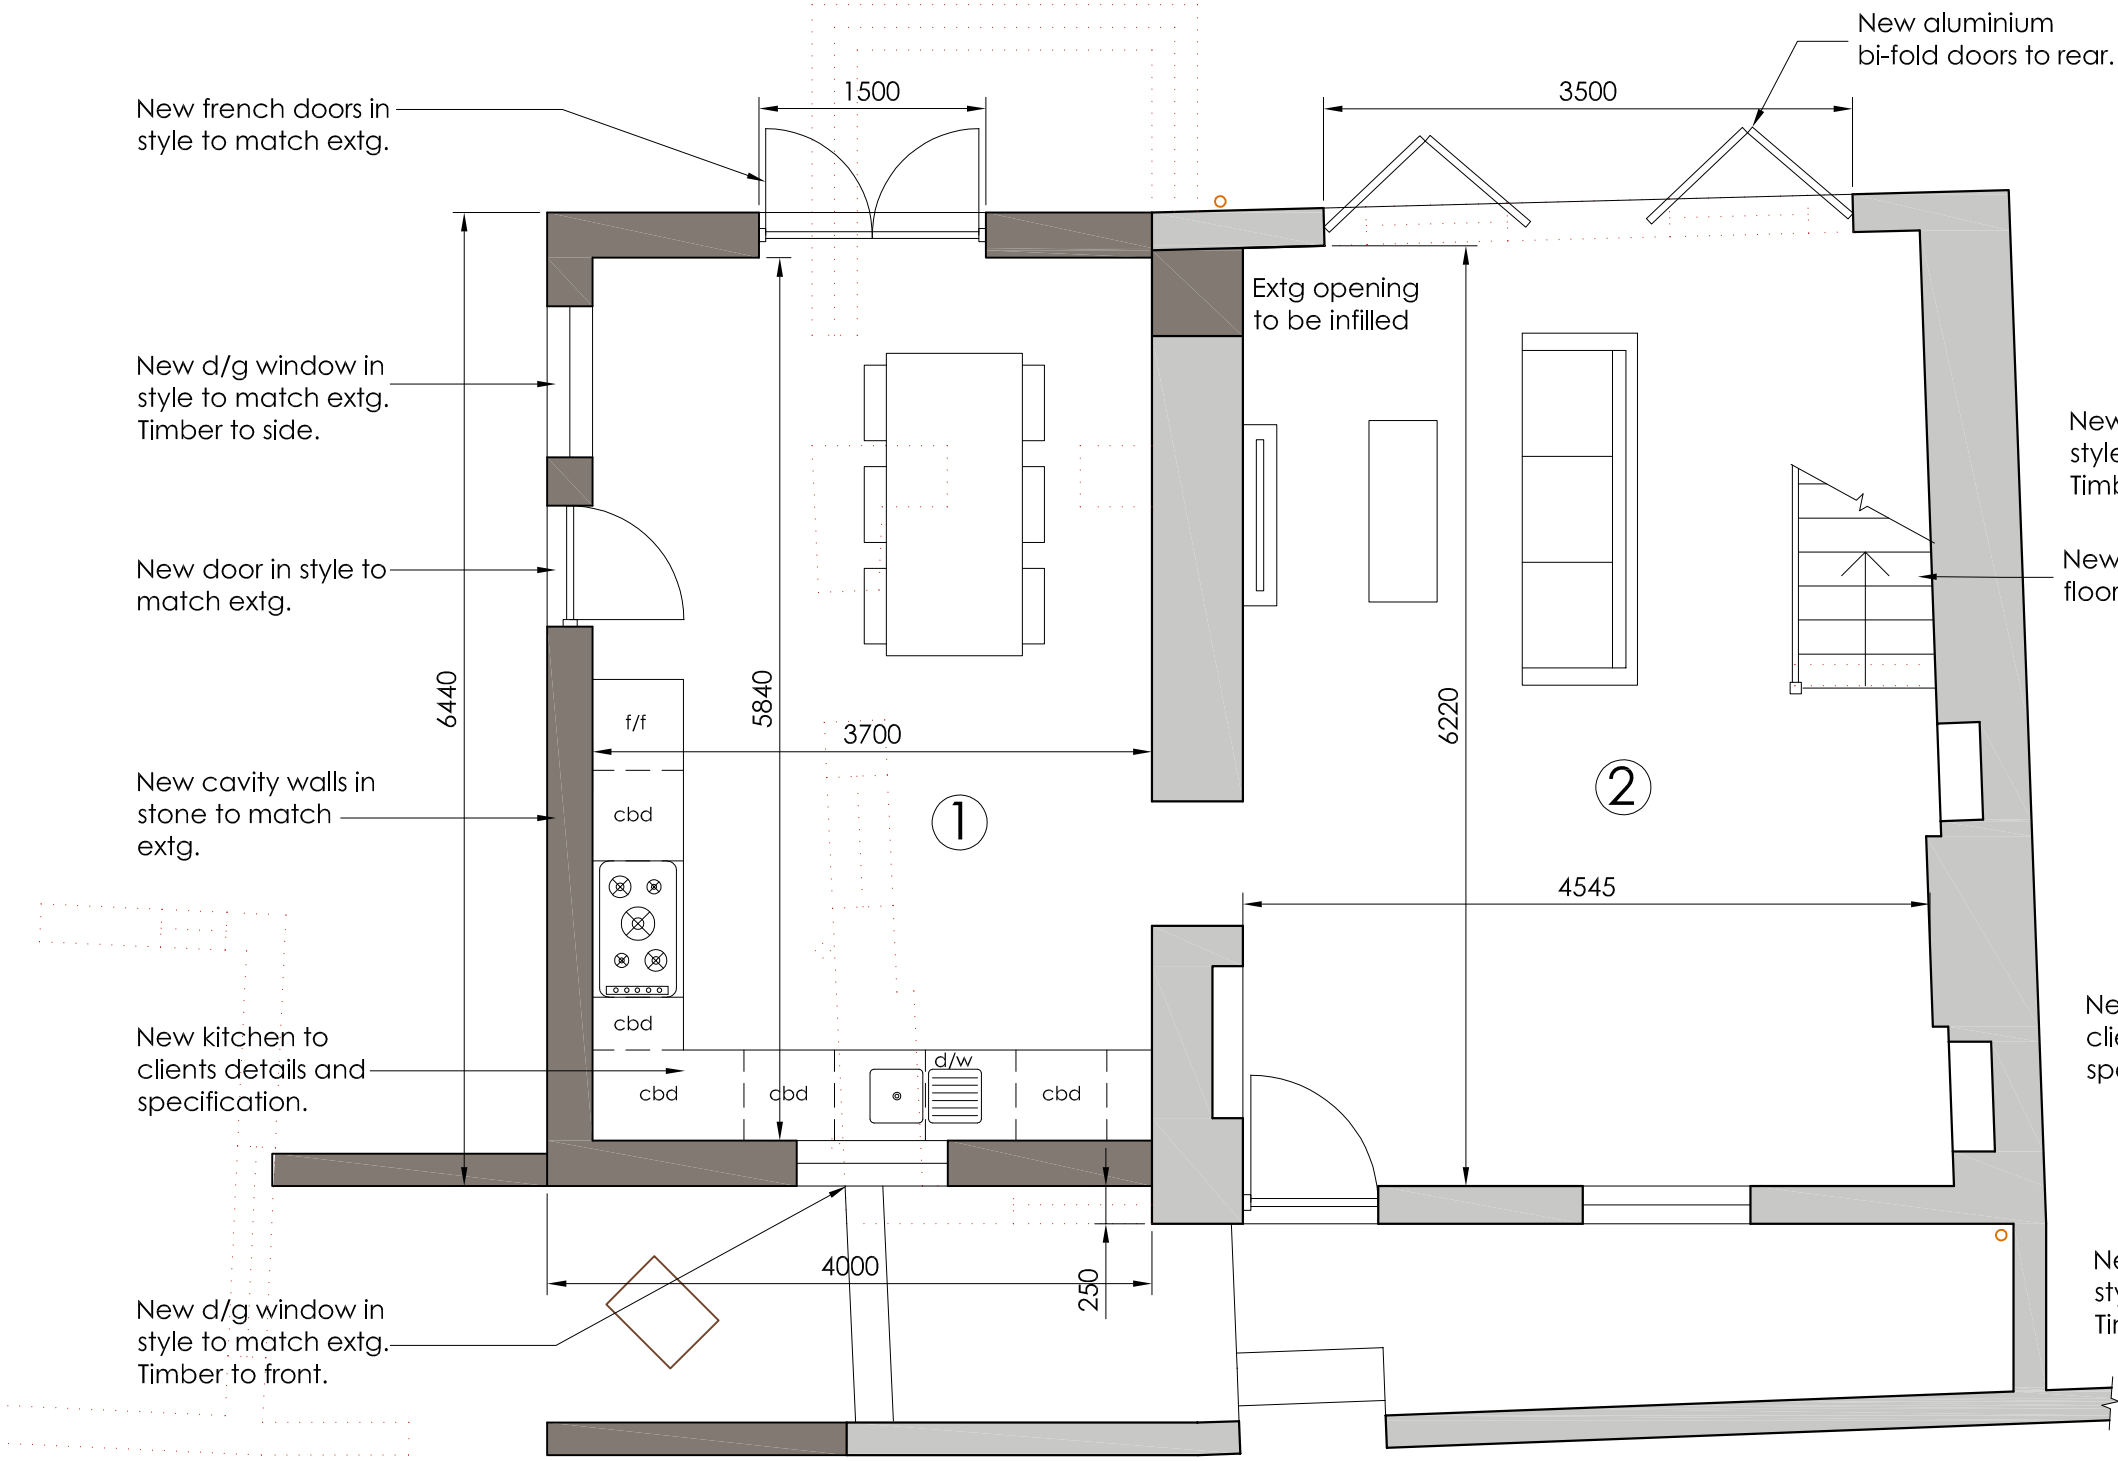 New aluminium
bi-fold doors to rear.
New french doors in
style to match extg.
1500
3500
Extg opening
to be infilled
New d/g window in
style to match extg.
Timber to side.
New
style
New door in style to
match extg.
New
floor
6440
5840
6220
f/f
3700
New cavity walls in
stone to match
extg.
cbd
1
2
4545
cbd
New kitchen to
clients details and
specification.
d/w
cbd
cbd
cbd
4000
250
New d/g window in
style to match extg.
Timber to front.